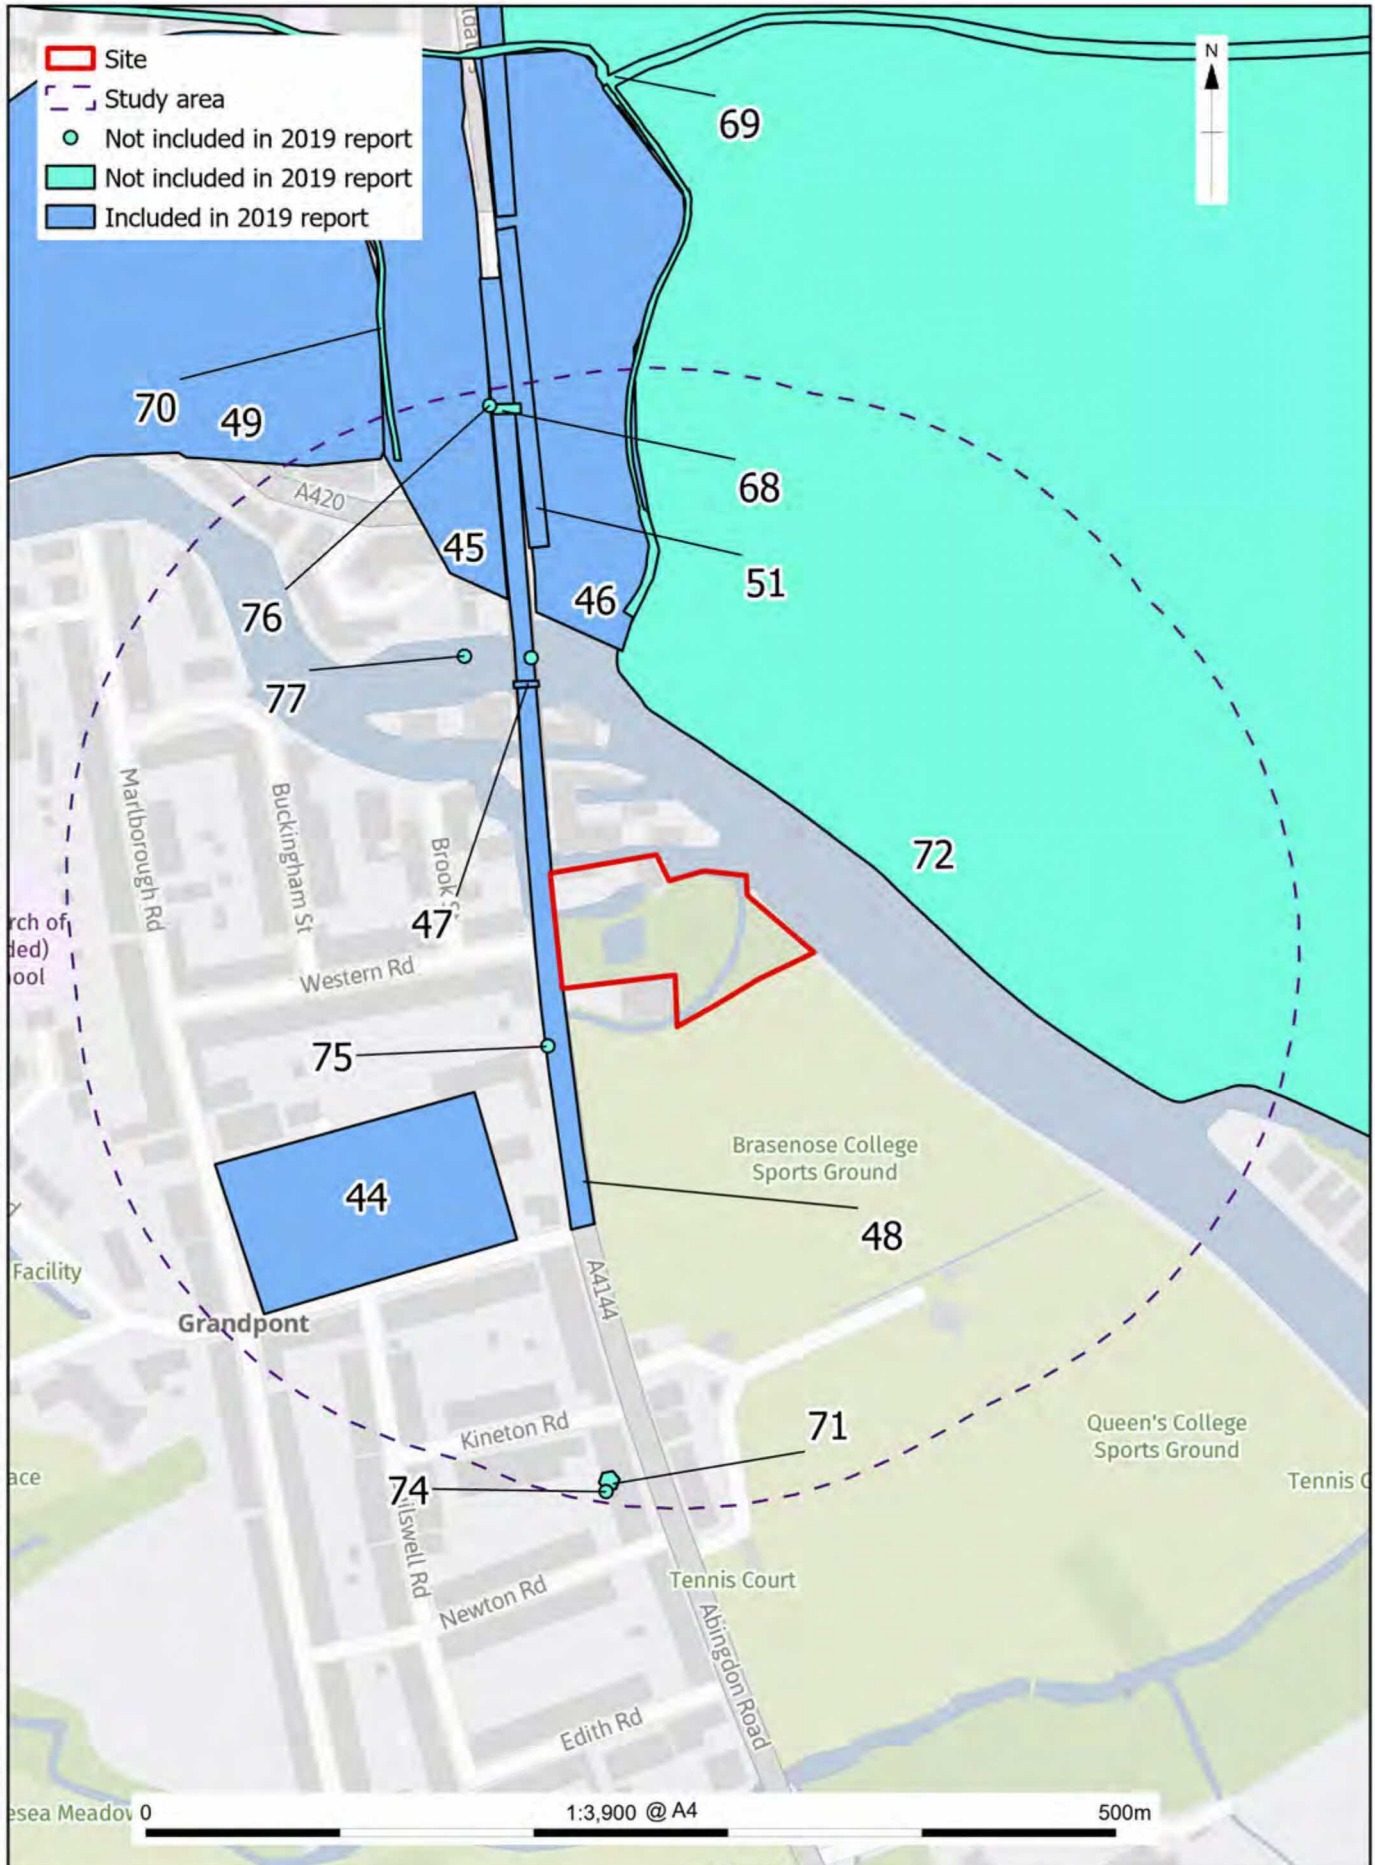 Site
Study area
Not included in 2019 report
Not included in 2019 report
Included in 2019 report
N
69
70
49
A420
68
45
51
76
46
77
Marlborough Rd
Buckingham St
Brook
72
47
Western Rd
75
Brasenose College
Sports Ground
44
48
A4144
Facility
Grandpont
71
Kineton Rd
Queen's College
Sports Ground
74
Tennis
Newton Rd
Tennis Court
Abingdon Road
Edith Rd
0
1:3,900 @ A4
500m